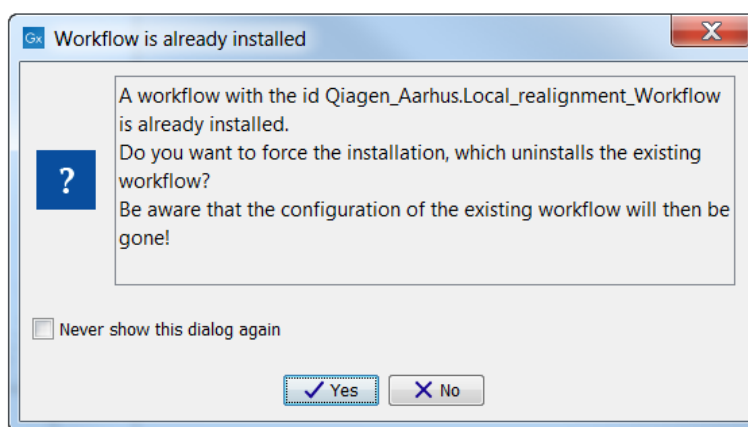 Gx Workflow is already installed
X
A workflow with the id Qiagen_Aarhus.Local_realignment_Workflow
is already installed.
Do you want to force the installation, which uninstalls the existing
workflow?
Be aware that the configuration of the existing workflow will then be
gone!
?
Never show this dialog again
Yes No